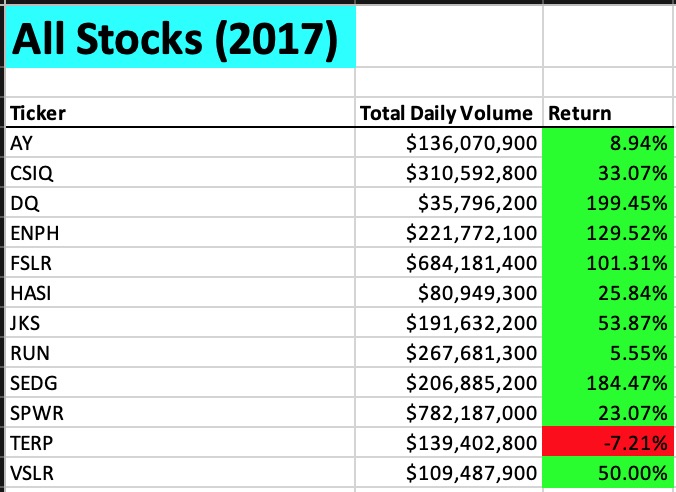 All Stocks (2017)
Ticker Total Daily Volume Return
AY $136,070,900 8.94%
CSIQ $310,592,800 33.07%
DQ $35,796,200 199.45%
ENPH $221,772,100 129.52%
FSLR $684,181,400 101.31%
HASI $80,949,300 25.84%
JKS $191,632,200 53.87%
RUN $267,681,300 5.55%
SEDG $206,885,200 184.47%
SPWR $782,187,000 23.07%
TERP $139,402,800 -7.21%
VSLR $109,487,900 50.00%